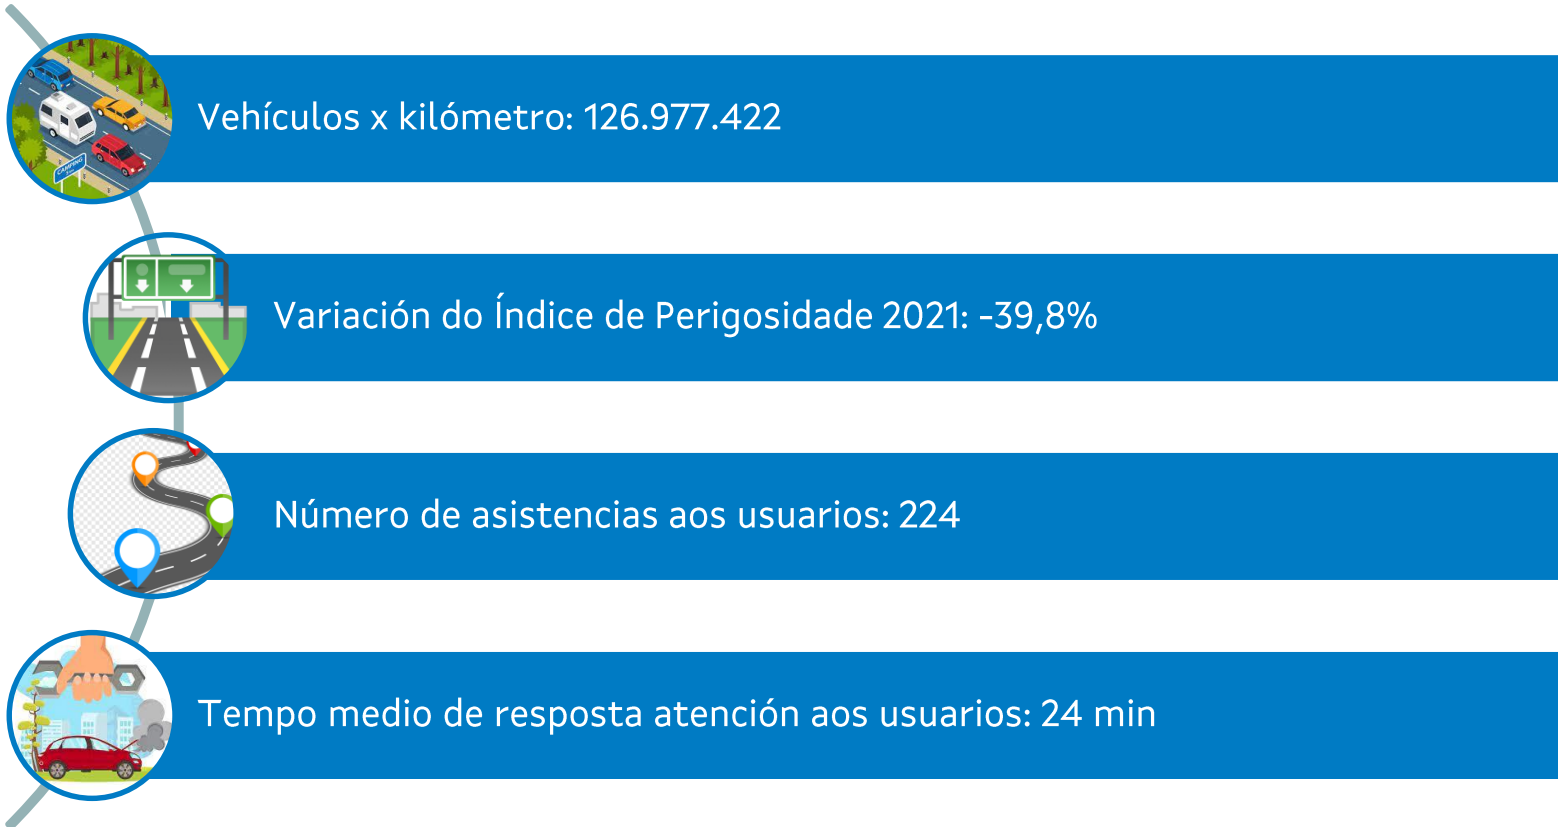 Vehículos x kilómetro: 126.977.422
CAMPING
Variación do Índice de Perigosidade 2021: -39,8%
Número de asistencias aos usuarios: 224
Tempo medio de resposta atención aos usuarios: 24 min